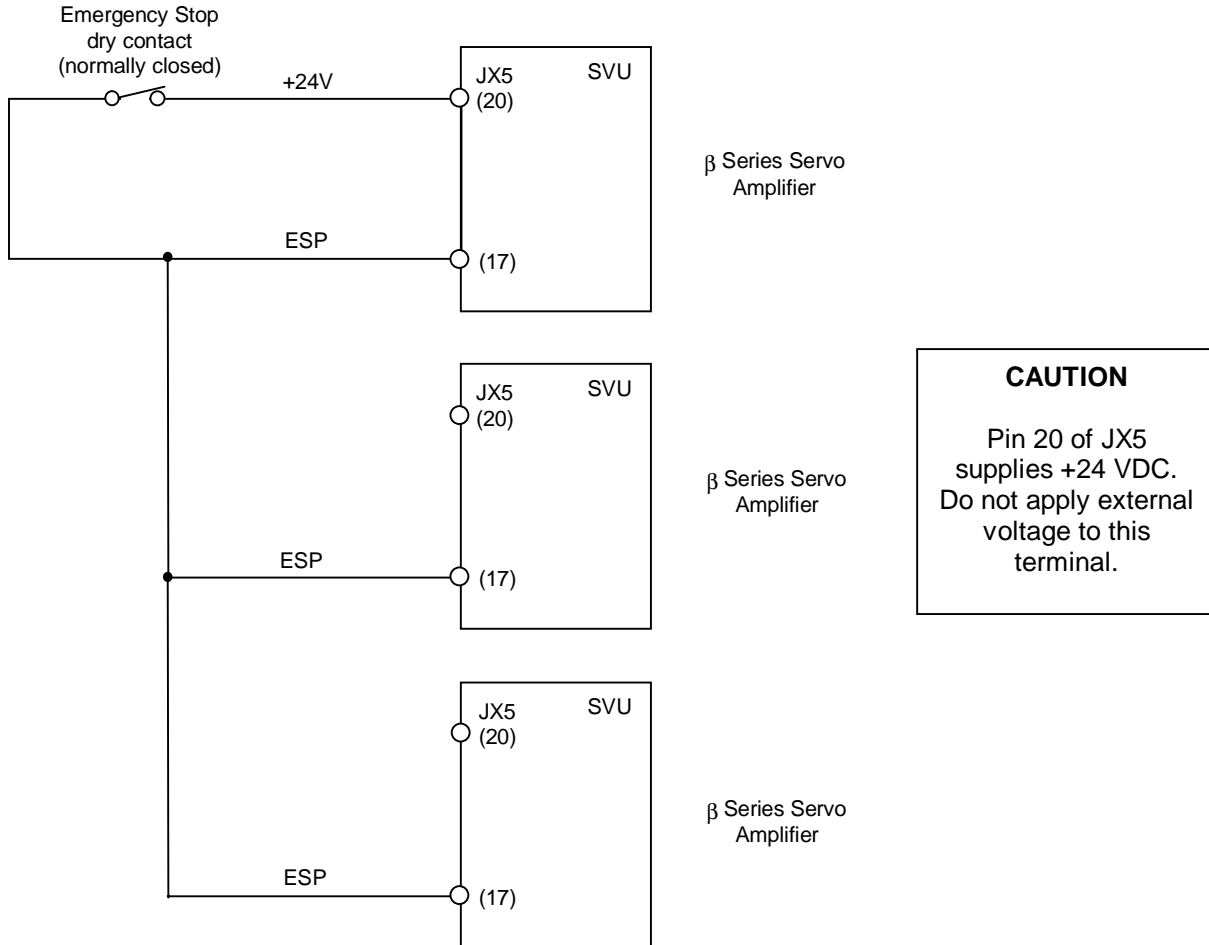 Emergency Stop
dry contact
(normally closed)
+24V
JX5
(20)
SVU
β Series Servo
Amplifier
ESP
(17)
JX5
(20)
SVU
β Series Servo
Amplifier
ESP
(17)
CAUTION
Pin 20 of JX5
supplies +24 VDC.
Do not apply external
voltage to this
terminal.
JX5
(20)
SVU
β Series Servo
Amplifier
ESP
(17)